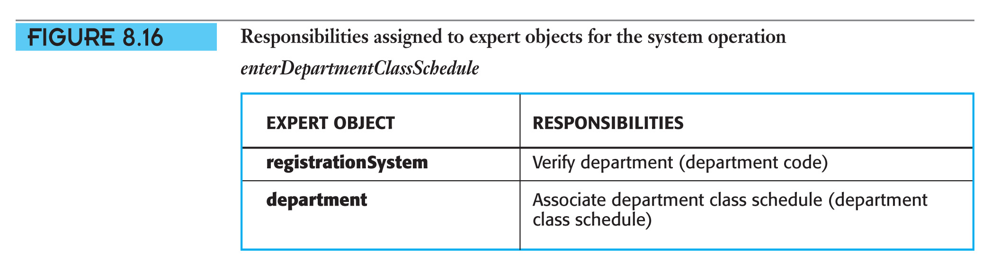 FIGURE 8.16
Responsibilities assigned to expert objects for the system operation
enterDepartmentClassSchedule
EXPERT OBJECT
RESPONSIBILITIES
registrationSystem
Verify department (department code)
department
Associate department class schedule (department
class schedule)